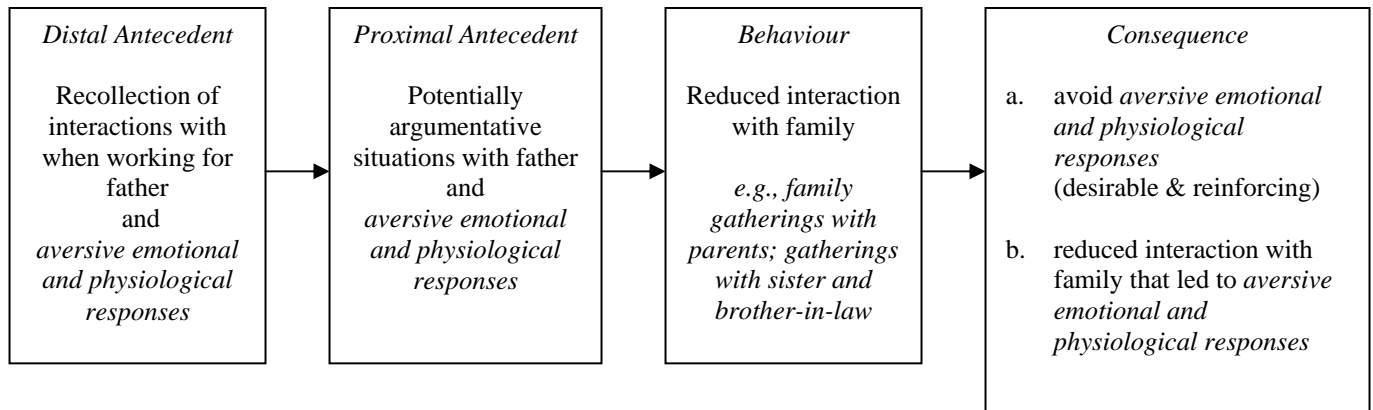 Distal Antecedent
Recollection of
interactions with
when working for
father
and
aversive emotional
and physiological
responses
Proximal Antecedent
Potentially
argumentative
situations with father
and
aversive emotional
and physiological
responses
Behaviour
Reduced interaction
with family
e.g., family
gatherings with
parents; gatherings
with sister and
brother-in-law
Consequence
a. avoid aversive emotional
and physiological
responses
(desirable & reinforcing)
b. reduced interaction with
family that led to aversive
emotional and
physiological responses